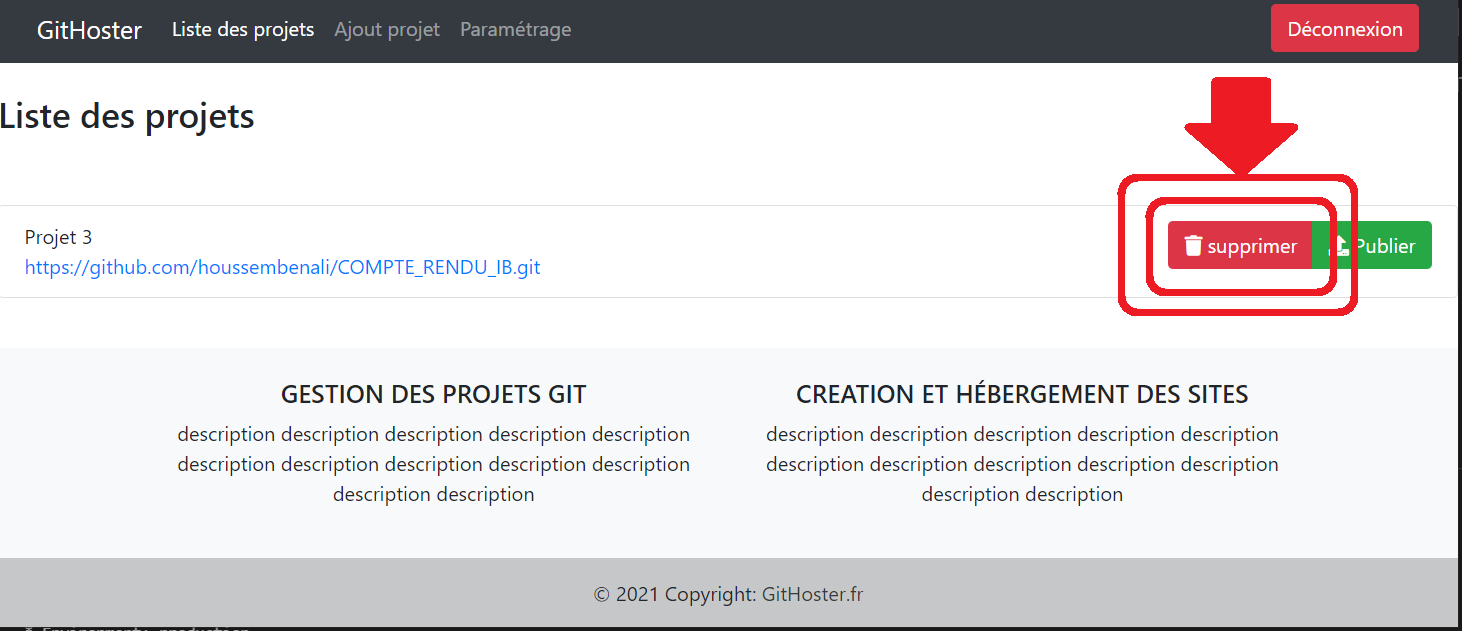 GitHoster Liste des projets Ajout projet Paramétrage Déconnexion
Liste des projets
Projet 3
https://github.com/houssembenali/COMPTE_RENDU_IB.git
supprimer Publier
GESTION DES PROJETS GIT
description description description description description
description description description description description
description description
CREATION ET HÉBERGEMENT DES SITES
description description description description description
description description description description description
description description
© 2021 Copyright: GitHoster.fr